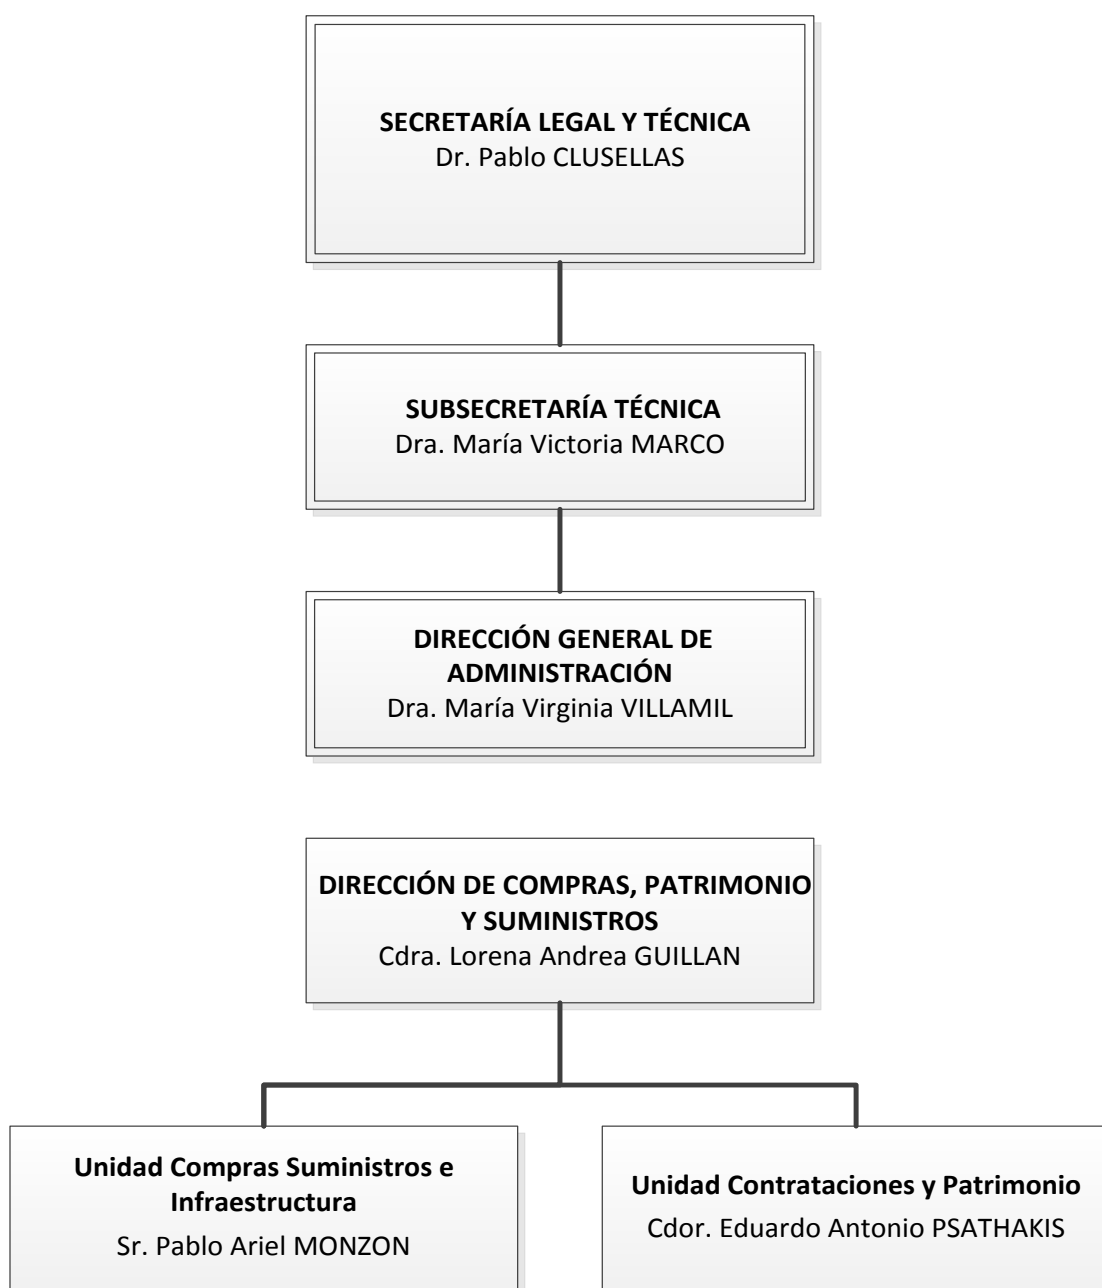 SECRETARÍA LEGAL Y TÉCNICA
Dr. Pablo CLUSELLAS
SUBSECRETARÍA TÉCNICA
Dra. María Victoria MARCO
DIRECCIÓN GENERAL DE
ADMINISTRACIÓN
Dra. María Virginia VILLAMIL
DIRECCIÓN DE COMPRAS, PATRIMONIO
Y SUMINISTROS
Cdra. Lorena Andrea GUILLAN
Unidad Compras Suministros e
Infraestructura
Sr. Pablo Ariel MONZON
Unidad Contrataciones y Patrimonio
Cdor. Eduardo Antonio PSATHAKIS